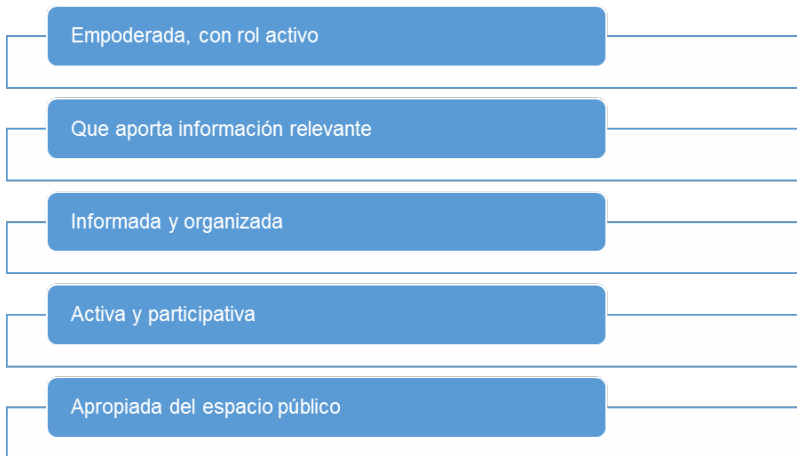 Empoderada, con rol activo
Que aporta información relevante
Informada y organizada
Activa y participativa
Apropiada del espacio público